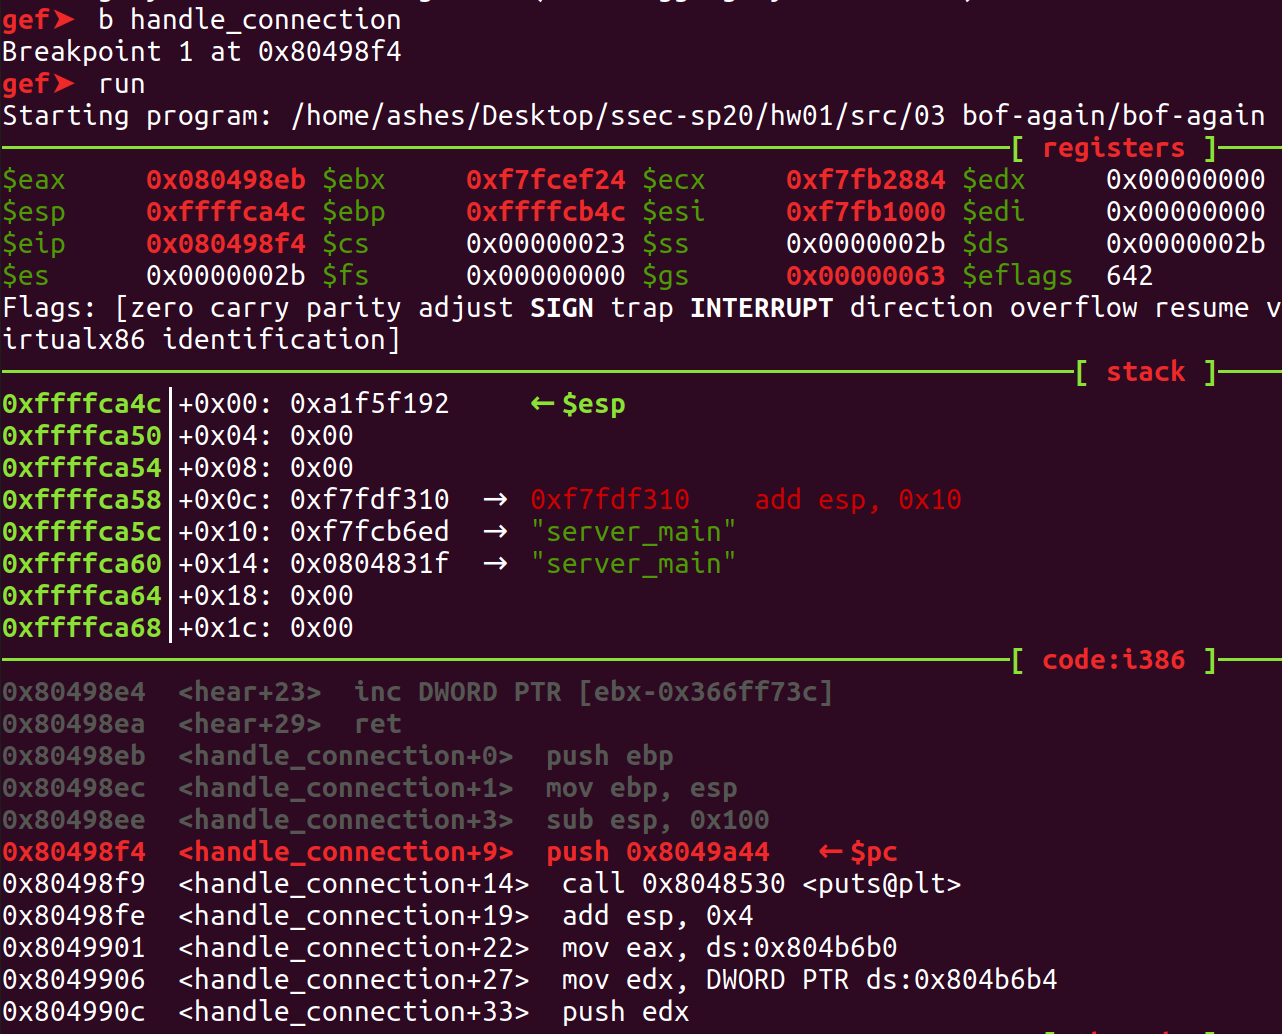 gef➤  b handle_connection
Breakpoint 1 at 0x80498f4
gef➤  run
Starting program: /home/ashes/Desktop/ssec-sp20/hw01/src/03 bof-again/bof-again
[ registers ]
$eax     0x080498eb $ebx     0xf7fcef24 $ecx     0xf7fb2884 $edx     0x00000000
$esp     0xffffca4c $ebp     0xffffcb4c $esi     0xf7fb1000 $edi     0x00000000
$eip     0x080498f4 $cs      0x00000023 $ss      0x0000002b $ds      0x0000002b
$es      0x0000002b $fs      0x00000000 $gs      0x00000063 $eflags  642
Flags: [zero carry parity adjust SIGN trap INTERRUPT direction overflow resume v
irtualx86 identification]
[ stack ]
0xffffca4c│+0x00: 0xa1f5f192     ←$esp
0xffffca50│+0x04: 0x00
0xffffca54│+0x08: 0x00
0xffffca58│+0x0c: 0xf7fdf310  →  0xf7fdf310    add esp, 0x10
0xffffca5c│+0x10: 0xf7fcb6ed  →  "server_main"
0xffffca60│+0x14: 0x0804831f  →  "server_main"
0xffffca64│+0x18: 0x00
0xffffca68│+0x1c: 0x00
[ code:i386 ]
0x80498e4  <hear+23>  inc DWORD PTR [ebx-0x366ff73c]
0x80498ea  <hear+29>  ret
0x80498eb  <handle_connection+0>  push ebp
0x80498ec  <handle_connection+1>  mov ebp, esp
0x80498ee  <handle_connection+3>  sub esp, 0x100
0x80498f4  <handle_connection+9>  push 0x8049a44   ←$pc
0x80498f9  <handle_connection+14>  call 0x8048530 <puts@plt>
0x80498fe  <handle_connection+19>  add esp, 0x4
0x8049901  <handle_connection+22>  mov eax, ds:0x804b6b0
0x8049906  <handle_connection+27>  mov edx, DWORD PTR ds:0x804b6b4
0x804990c  <handle_connection+33>  push edx